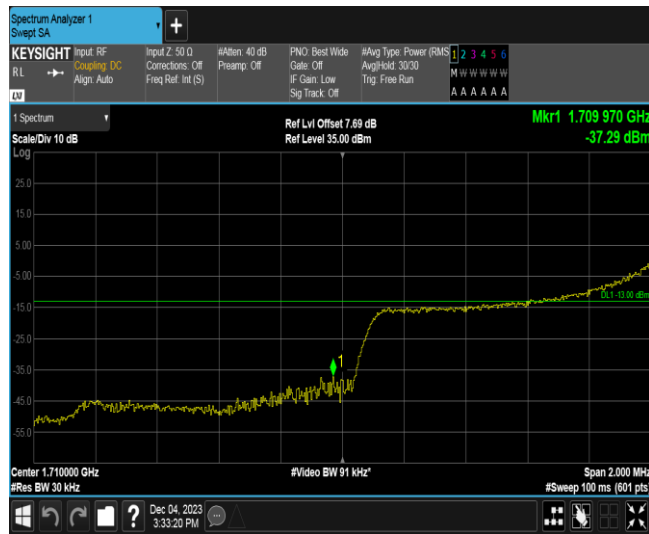 Spectrum Analyzer 1
Swept SA
+
KEYSIGHT
RL
LXI
Input: RF
Coupling: DC
Align: Auto
Input Z: 50 Ω
Corrections: Off
Freq Ref: Int (S)
#Atten: 40 dB
Preamp: Off
PNO: Best Wide
Gate: Off
IF Gain: Low
Sig Track: Off
#Avg Type: Power (RMS
Avg|Hold: 30/30
Trig: Free Run
1 2 3 4 5 6
M W W W W W
A A A A A A
1 Spectrum
Scale/Div 10 dB
Ref Lvl Offset 7.69 dB
Ref Level 35.00 dBm
Mkr1 1.709 970 GHz
-37.29 dBm
Log
25.0
15.0
5.00
-5.00
-15.0
-25.0
-35.0
-45.0
-55.0
DL1 -13.00 dBm
1
Center 1.710000 GHz
#Res BW 30 kHz
#Video BW 91 kHz*
Span 2.000 MHz
#Sweep 100 ms (601 pts
?
Dec 04, 2023
3:33:20 PM